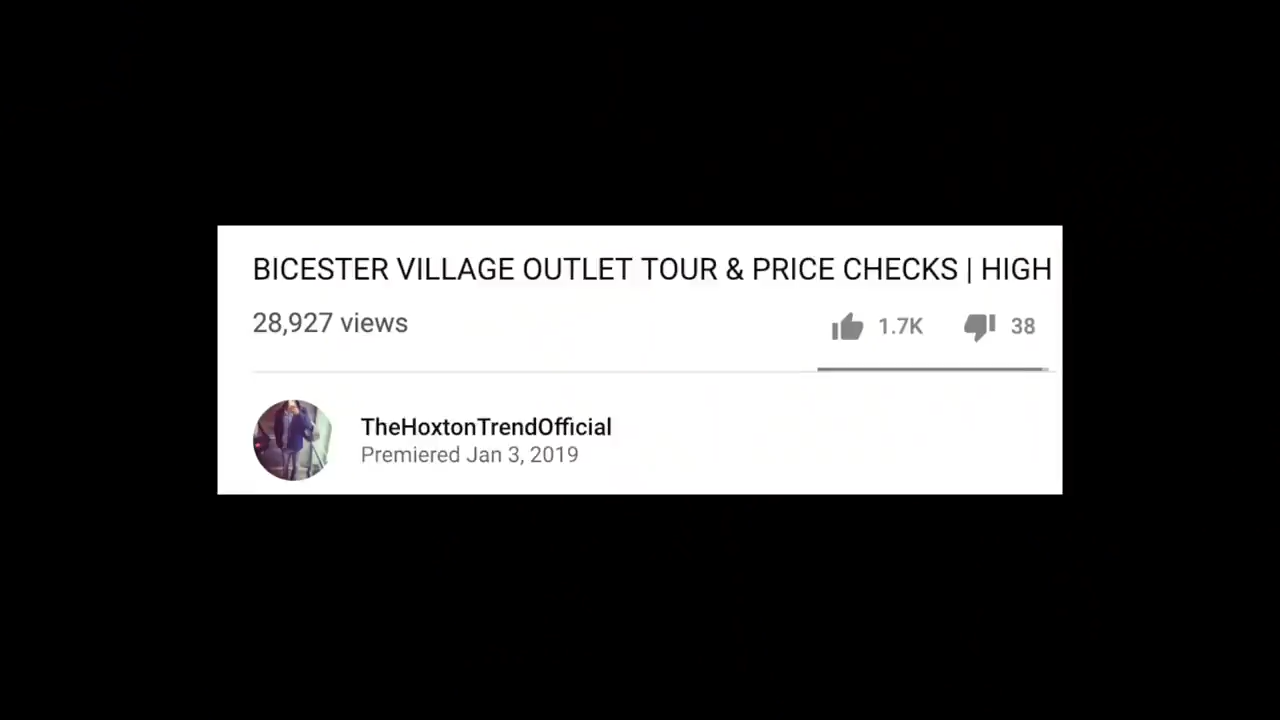 BICESTER VILLAGE OUTLET TOUR & PRICE CHECKS | HIGH
28,927 views
1.7K
38
TheHoxtonTrendOfficial
Premiered Jan 3, 2019